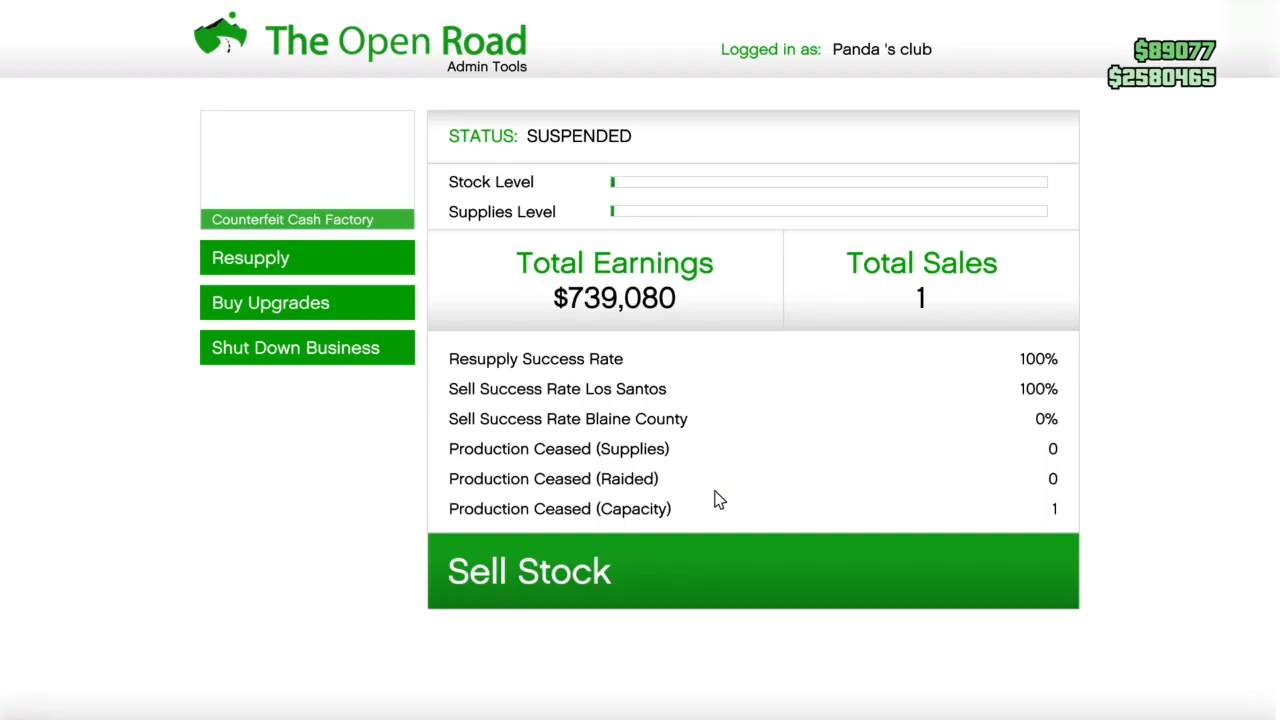 The Open Road
Admin Tools
Logged in as: Panda 's club
$89077
$2580465
Counterfeit Cash Factory
Resupply
Buy Upgrades
Shut Down Business
STATUS: SUSPENDED
Stock Level
Supplies Level
Total Earnings
$739,080
Total Sales
1
Resupply Success Rate 100%
Sell Success Rate Los Santos 100%
Sell Success Rate Blaine County 0%
Production Ceased (Supplies) 0
Production Ceased (Raided) 0
Production Ceased (Capacity) 1
Sell Stock